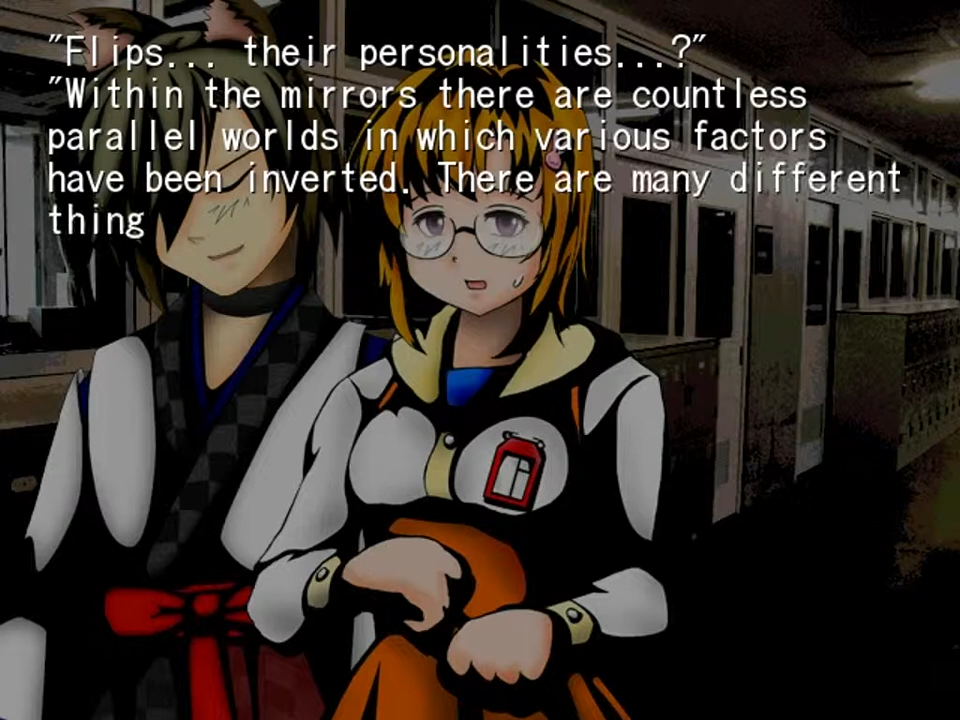 "Flips... their personalities...?"
"Within the mirrors there are countless
parallel worlds in which various factors
have been inverted. There are many different
thing